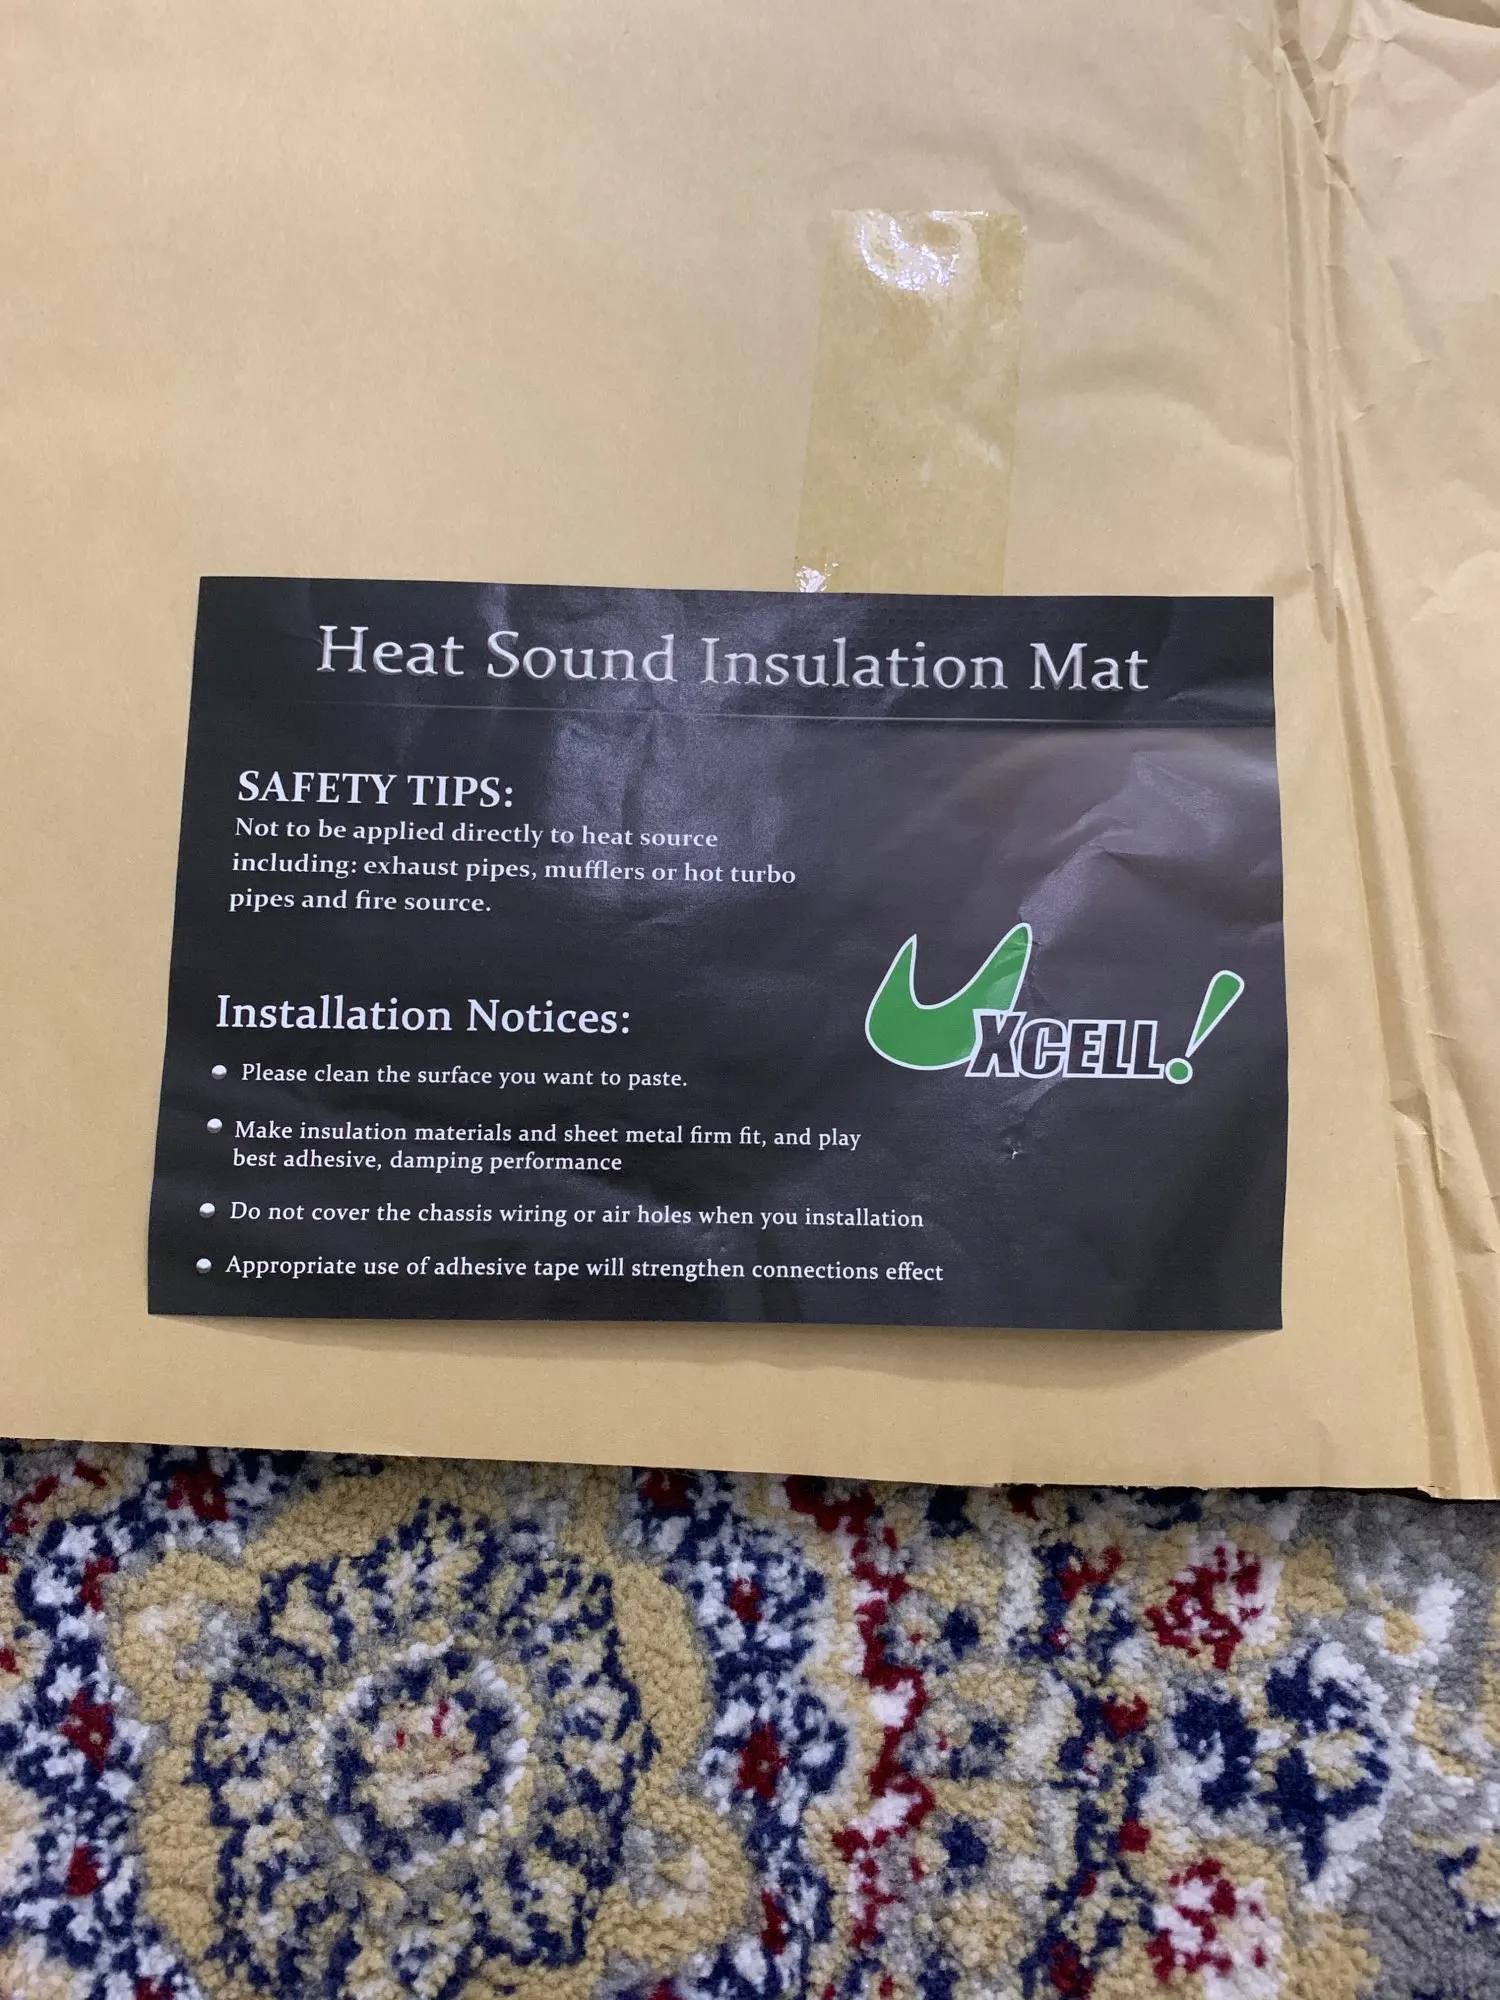 Heat Sound Insulation Mat
SAFETY TIPS:
Not to be applied directly to heat source
including: exhaust pipes, mufflers or hot turbo
pipes and fire source.
UXCELL!
Installation Notices:
Please clean the surface you want to paste.
Make insulation materials and sheet metal firm fit, and play
best adhesive, damping performance
Do not cover the chassis wiring or air holes when you installation
Appropriate use of adhesive tape will strengthen connections effect